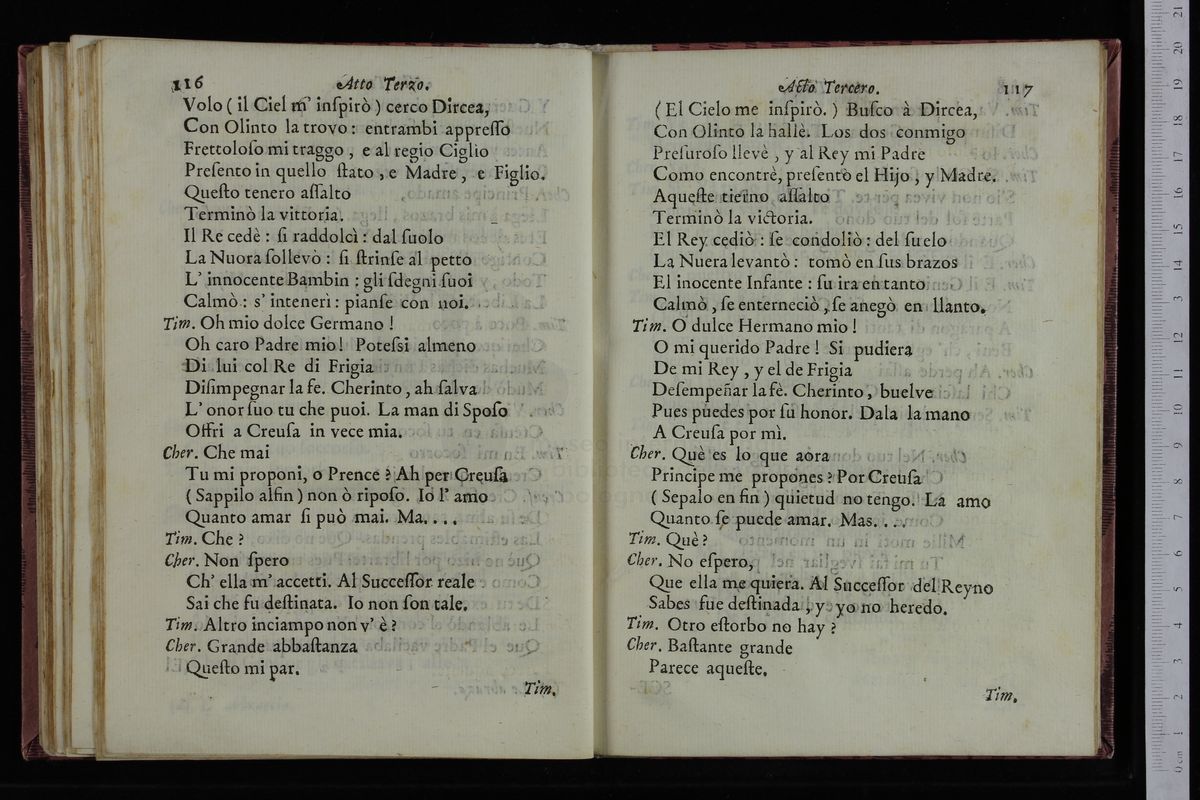 116 Atto Terzo.
Volo ( il Ciel m' inſpirò ) cerco Dircea,
Con Olinto la trovo : entrambi appreſſo
Frettoloſo mi traggo , e al regio Ciglio
Preſento in quello ſtato , e Madre , e Figlio.
Queſto tenero aſſalto
Terminò la vittoria.
Il Re cedè : ſi raddolcì : dal ſuolo
La Nuora ſollevò : ſi ſtrinſe al petto
L' innocente Bambin : gli ſdegni ſuoi
Calmò : s' intenerì : pianſe con noi.
Tim. Oh mio dolce Germano !
Oh caro Padre mio! Poteſsi almeno
Di lui col Re di Frigia
Diſimpegnar la fe. Cherinto , ah ſalva
L' onor ſuo tu che puoi. La man di Spoſo
Offri a Creuſa in vece mia.
Cher. Che mai
Tu mi proponi, o Prence ? Ah per Creuſa
( Sappilo alfin ) non ò ripoſo. Io l' amo
Quanto amar ſi può mai. Ma. . . .
Tim. Che ?
Cher. Non ſpero
Ch' ella m' accetti. Al Succeſſor reale
Sai che fu deſtinata. Io non ſon tale.
Tim. Altro inciampo non v' è ?
Cher. Grande abbaſtanza
Queſto mi par.
Tim.
Acto Tercero. 117
( El Cielo me inſpirò. ) Buſco à Dircea,
Con Olinto la hallè. Los dos conmigo
Preſuroſo llevè , y al Rey mi Padre
Como encontrè, preſentò el Hijo , y Madre.
Aqueſte tierno aſſalto
Terminò la victoria.
El Rey cediò : ſe condoliò : del ſuelo
La Nuera levantò : tomò en ſus brazos
El inocente Infante : ſu ira en tanto
Calmò , ſe enterneciò , ſe anegò en llanto.
Tim. O dulce Hermano mio !
O mi querido Padre ! Si pudiera
De mi Rey , y el de Frigia
Deſempeñar la fè. Cherinto, buelve
Pues puedes por ſu honor. Dala la mano
A Creuſa por mì.
Cher. Què es lo que aora
Principe me propones ? Por Creuſa
( Sepalo en fin ) quietud no tengo. La amo
Quanto ſe puede amar. Mas. . . .
Tim. Què ?
Cher. No eſpero,
Que ella me quiera. Al Succeſſor del Reyno
Sabes fue deſtinada , y yo no heredo.
Tim. Otro eſtorbo no hay ?
Cher. Baſtante grande
Parece aqueſte.
Tim.